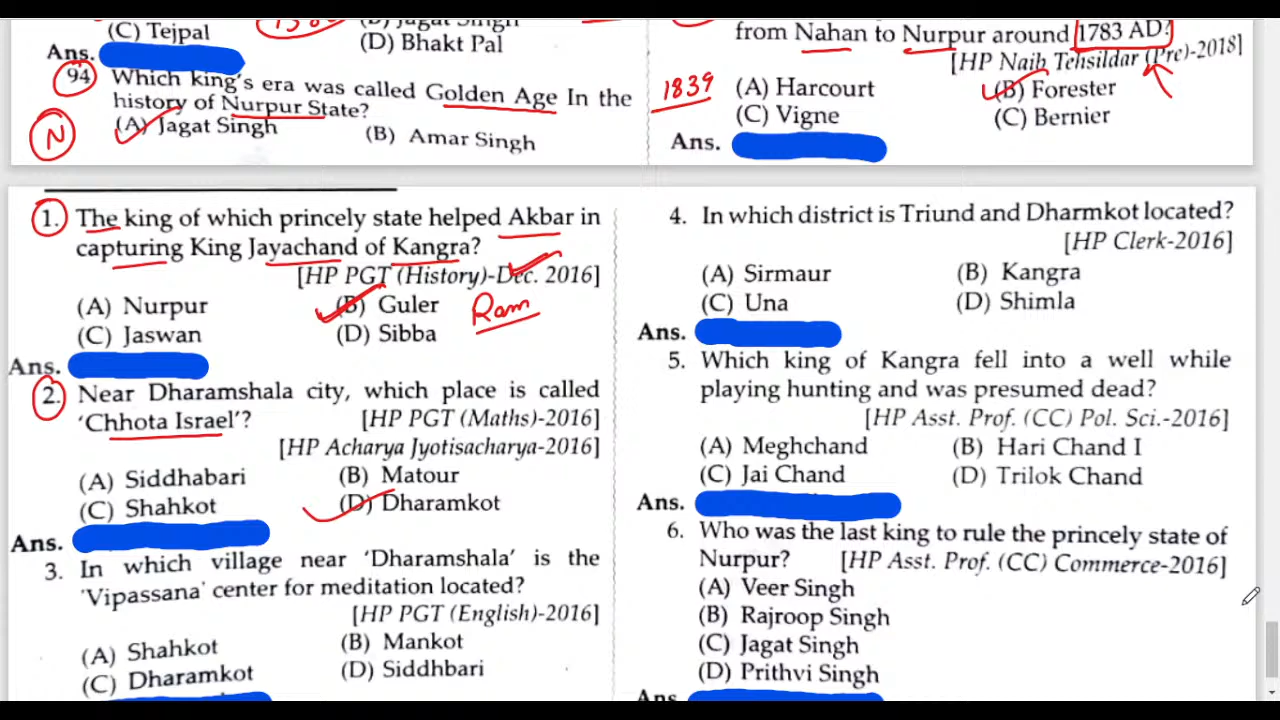 (C) Tejpal
(D) Bhakt Pal
Ans.
94 Which king's era was called Golden Age In the
history of Nurpur State?
(A) Jagat Singh
(B) Amar Singh
N
from Nahan to Nurpur around 1783 AD?
[HP Naib Tehsildar (Pre)-2018]
1839
(A) Harcourt
(B) Forester
(C) Vigne
(C) Bernier
Ans.
1. The king of which princely state helped Akbar in
capturing King Jayachand of Kangra?
[HP PGT (History)-Dec. 2016]
(A) Nurpur
(B) Guler
Ram
(C) Jaswan
(D) Sibba
Ans.
2. Near Dharamshala city, which place is called
'Chhota Israel'? [HP PGT (Maths)-2016]
[HP Acharya Jyotisacharya-2016]
(A) Siddhabari
(B) Matour
(C) Shahkot
(D) Dharamkot
Ans.
3. In which village near 'Dharamshala' is the
'Vipassana' center for meditation located?
[HP PGT (English)-2016]
(A) Shahkot
(B) Mankot
(C) Dharamkot
(D) Siddhbari
4. In which district is Triund and Dharmkot located?
[HP Clerk-2016]
(A) Sirmaur
(B) Kangra
(C) Una
(D) Shimla
Ans.
5. Which king of Kangra fell into a well while
playing hunting and was presumed dead?
[HP Asst. Prof. (CC) Pol. Sci.-2016]
(A) Meghchand
(B) Hari Chand I
(C) Jai Chand
(D) Trilok Chand
Ans.
6. Who was the last king to rule the princely state of
Nurpur? [HP Asst. Prof. (CC) Commerce-2016]
(A) Veer Singh
(B) Rajroop Singh
(C) Jagat Singh
(D) Prithvi Singh
Ans